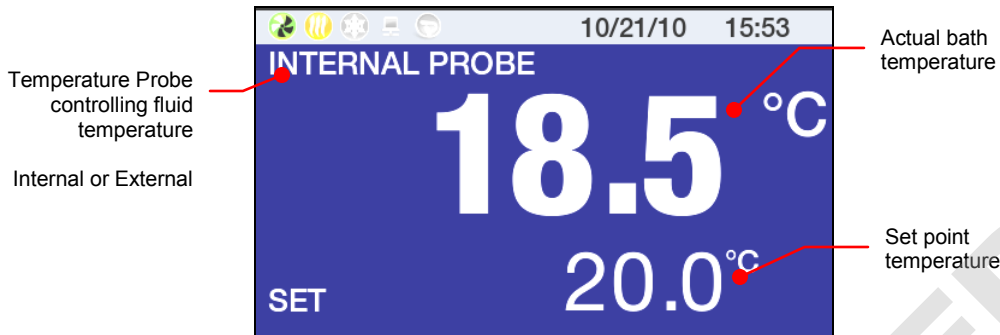 10/21/10 15:53
INTERNAL PROBE
18.5 °C
20.0 °C
SET
Temperature Probe
controlling fluid
temperature
Internal or External
Actual bath
temperature
Set point
temperature